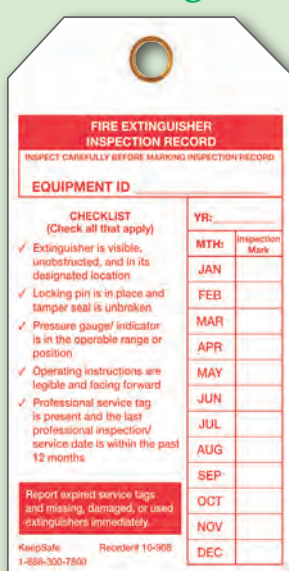 FIRE EXTINGUISHER
INSPECTION RECORD
INSPECT CAREFULLY BEFORE MARKING INSPECTION RECORD
EQUIPMENT ID
CHECKLIST
(Check all that apply)
✓ Extinguisher is visible,
unobstructed, and in its
designated location
✓ Locking pin is in place and
tamper seal is unbroken
✓ Pressure gauge/ indicator
is in the operable range or
position
✓ Operating instructions are
legible and facing forward
✓ Professional service tag
is present and the last
professional inspection/
service date is within the past
12 months
Report expired service tags
and missing, damaged, or used
extinguishers immediately.
KeepSafe Reorder# 10-908
1-888-300-7800
YR:
MTH: Inspection
Mark
JAN
FEB
MAR
APR
MAY
JUN
JUL
AUG
SEP
OCT
NOV
DEC